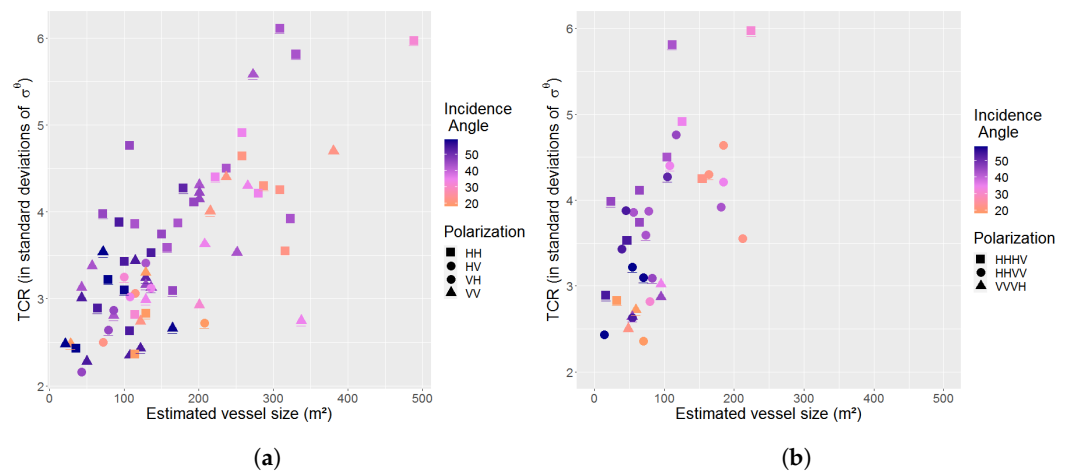 TCR (in standard deviations of σ⁰)
6
5
4
3
2
0
100
200
300
400
500
Estimated vessel size (m²)
Incidence
Angle
50
40
30
20
Polarization
HH
HV
VH
VV
(a)
TCR (in standard deviations of σ⁰)
6
5
4
3
2
0
100
200
300
400
500
Estimated vessel size (m²)
Incidence
Angle
50
40
30
20
Polarization
HHHV
HHVV
VVVH
(b)